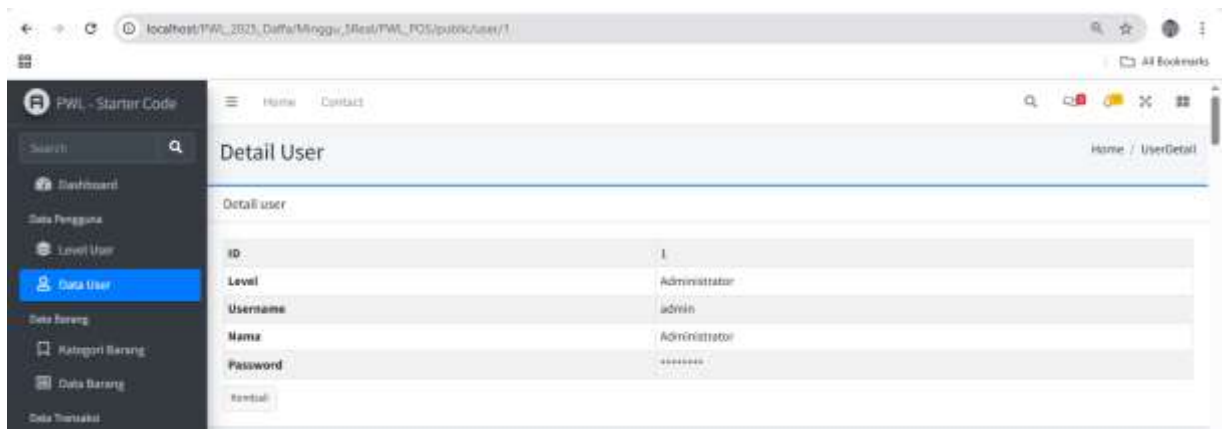 localhost/PWL_2025_Daffa/Minggu_5Real/PWL_POS/public/user/1
All Bookmarks
PWL - Starter Code
Home Contact
Search
Detail User
Home / UserDetail
Dashboard
Detail user
Data Pengguna
Level User
ID 1
Data User
Level Administrator
Username admin
Data Barang
Nama Administrator
Kategori Barang
Password ********
Data Barang
Kembali
Data Transaksi